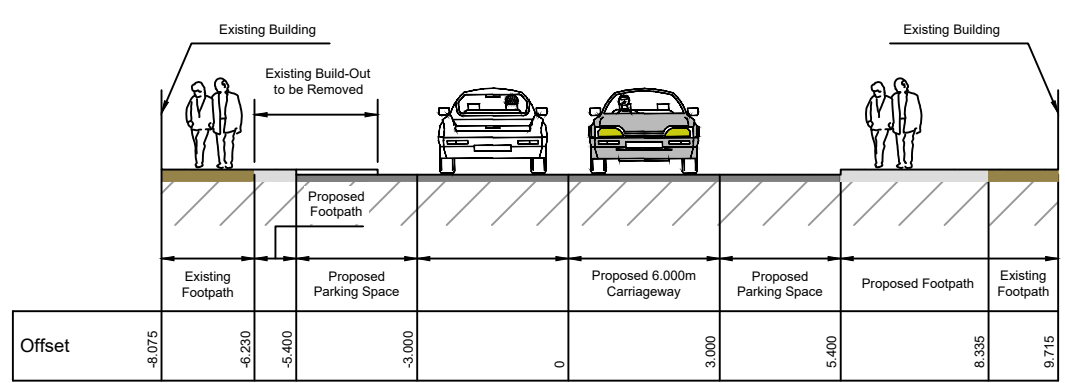 Existing Building
Existing Building
Existing Build-Out
to be Removed
Proposed
Footpath
Existing
Footpath
Proposed
Parking Space
Proposed 6.000m
Carriageway
Proposed
Parking Space
Proposed Footpath
Existing
Footpath
Offset
-8.075
-6.230
-5.400
-3.000
0
3.000
5.400
8.335
9.715